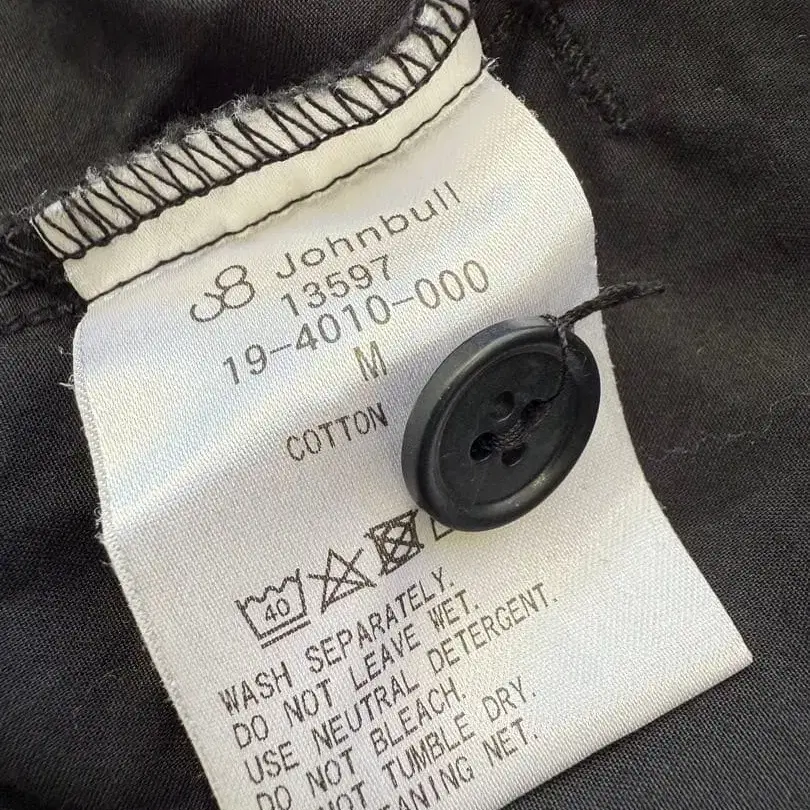 Johnbull
13597
19-4010-000
M
COTTON
40
WASH SEPARATELY.
DO NOT LEAVE WET.
USE NEUTRAL DETERGENT.
DO NOT BLEACH.
NOT TUMBLE DRY.
NET.